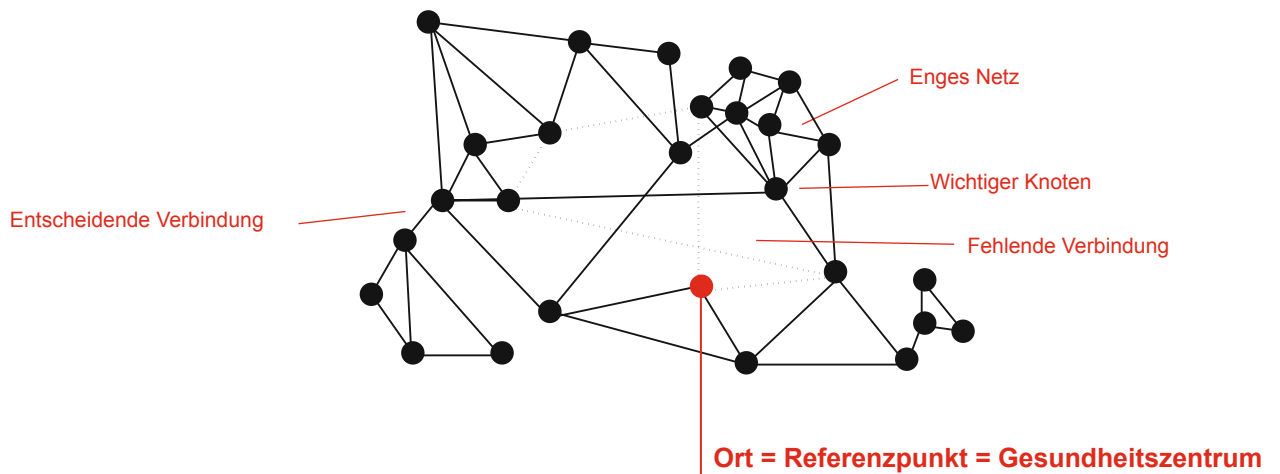 Enges Netz
Wichtiger Knoten
Entscheidende Verbindung
Fehlende Verbindung
Ort = Referenzpunkt = Gesundheitszentrum